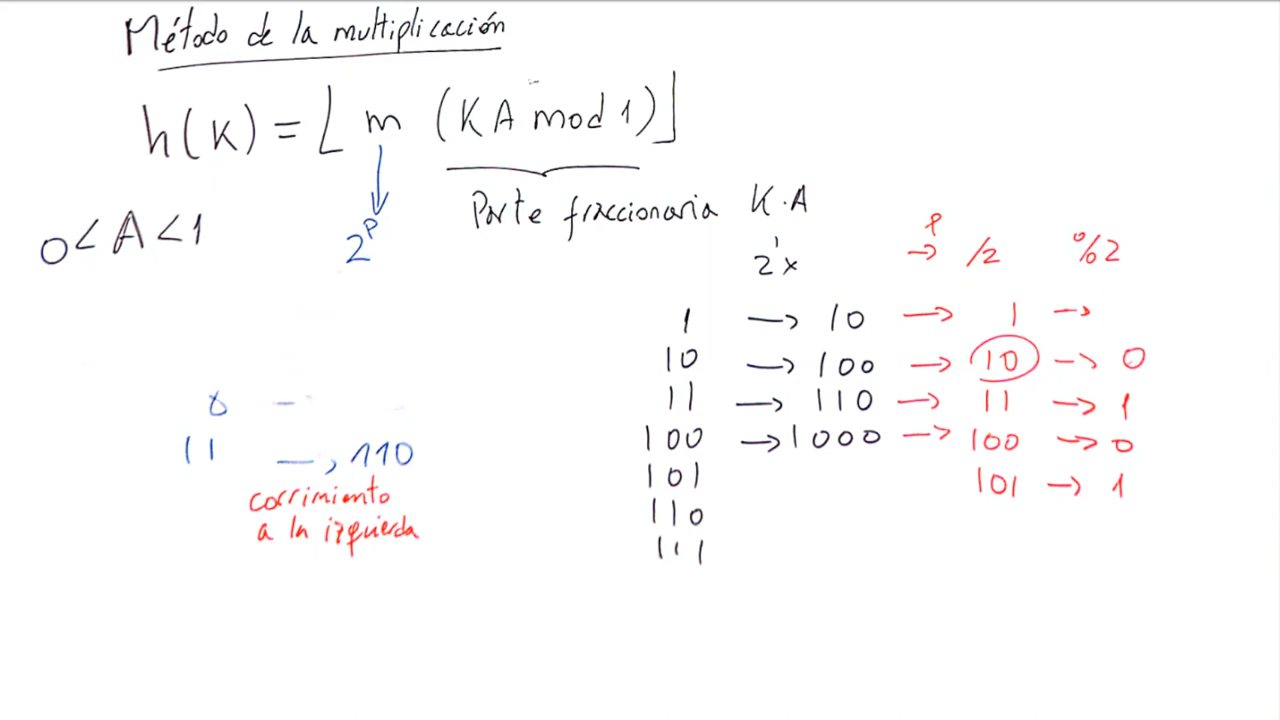 Método de la multiplicación
h(K) = ⌊ m (K A mod 1) ⌋
Parte fraccionaria K.A
0 < A < 1
2^P
2^1 x → P /2 %2
1 → 10 → 1 →
10 → 100 → 10 → 0
11 → 110 → 11 → 1
100 → 1000 → 100 → 0
101 101 → 1
110
111
0 –
11 → 110
corrimiento
a la izquierda